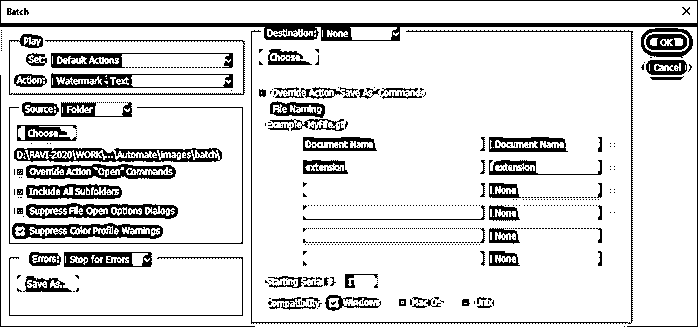 Batch
Play
Set: Default Actions
Action: Watermark - Text
Source: Folder
Choose...
D:\RAVI-2020\WORK\...\Automate\images\batch\
Override Action "Open" Commands
Include All Subfolders
Suppress File Open Options Dialogs
Suppress Color Profile Warnings
Errors: Stop for Errors
Save As...
Destination: None
Choose...
Override Action "Save As" Commands
File Naming
Example: MyFile.gif
Document Name Document Name
extension extension
None
None
None
None
Starting Serial #: 1
Compatibility: Windows Mac OS Unix
OK
Cancel